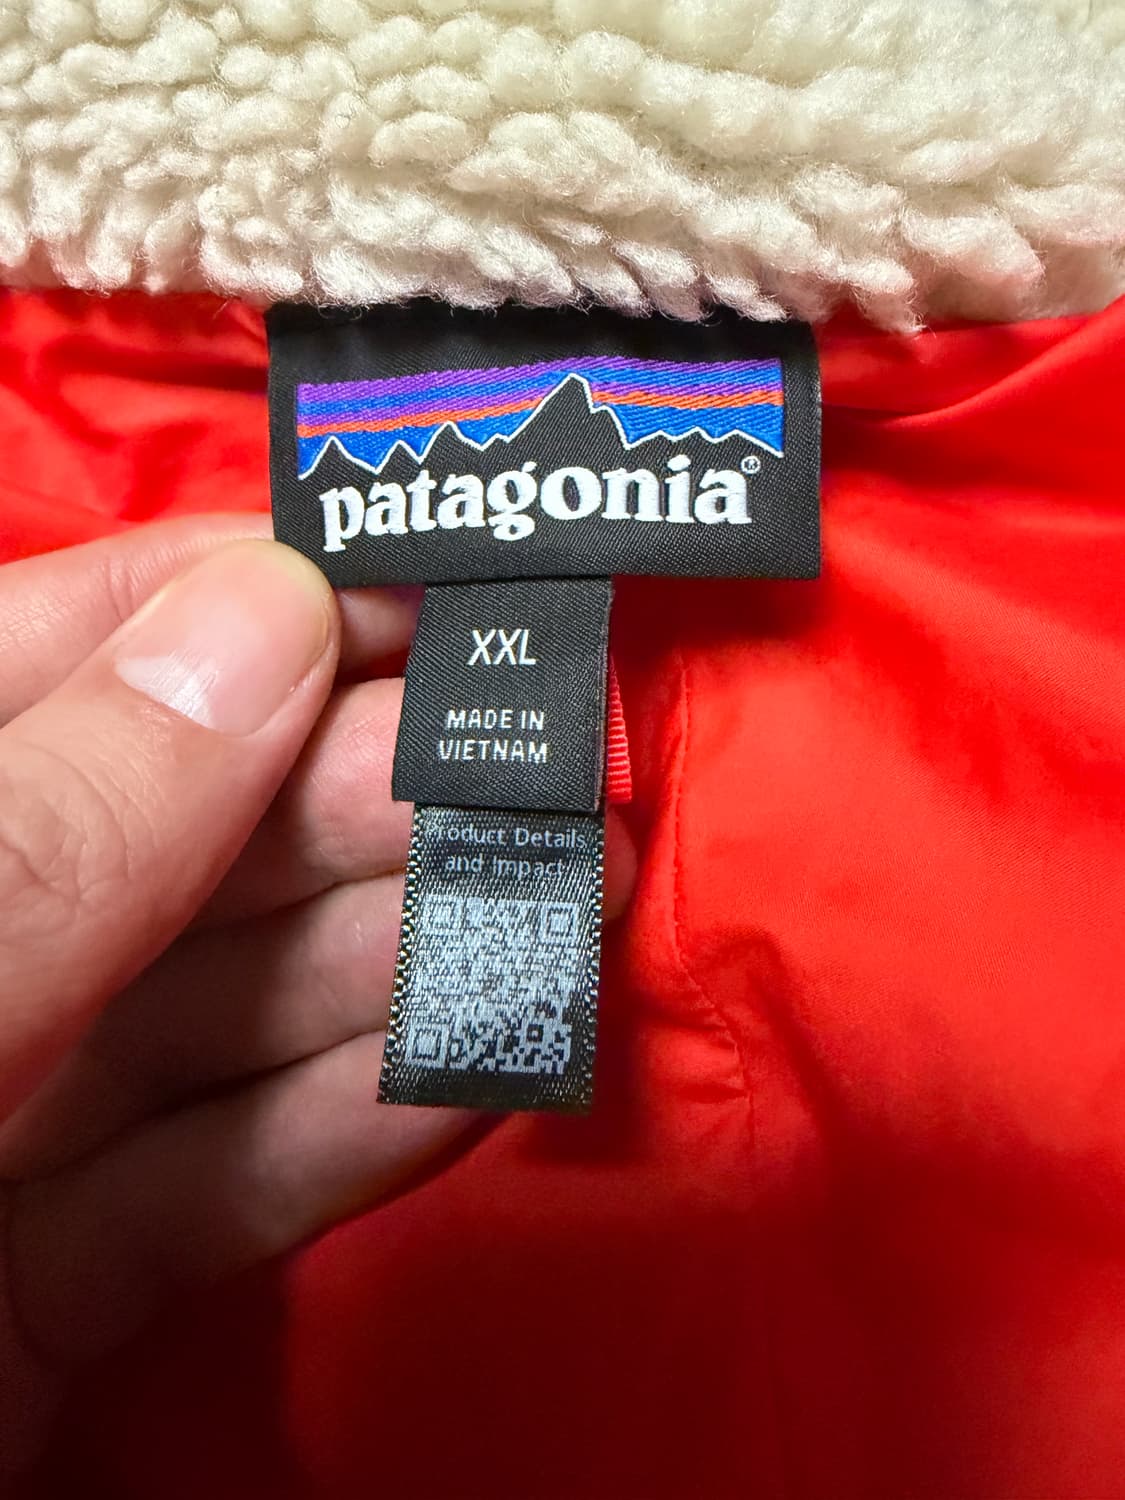 patagonia®
XXL
MADE IN
VIETNAM
Product Details
and Impact